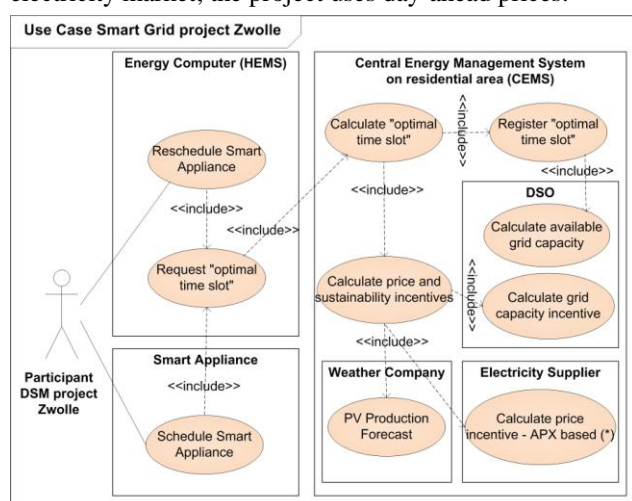 electricity market, the project uses day-ahead prices.
Use Case Smart Grid project Zwolle
Energy Computer (HEMS)
Central Energy Management System
on residential area (CEMS)
Reschedule Smart
Appliance
<<include>>
Request "optimal
time slot"
<<include>>
Calculate "optimal
time slot"
<<include>>
Register "optimal
time slot"
<<include>>
<<include>>
DSO
Calculate available
grid capacity
Calculate price and
sustainability incentives
<<include>>
Calculate grid
capacity incentive
<<include>>
Participant
DSM project
Zwolle
Smart Appliance
<<include>>
Schedule Smart
Appliance
Weather Company
PV Production
Forecast
Electricity Supplier
Calculate price
incentive - APX based (*)